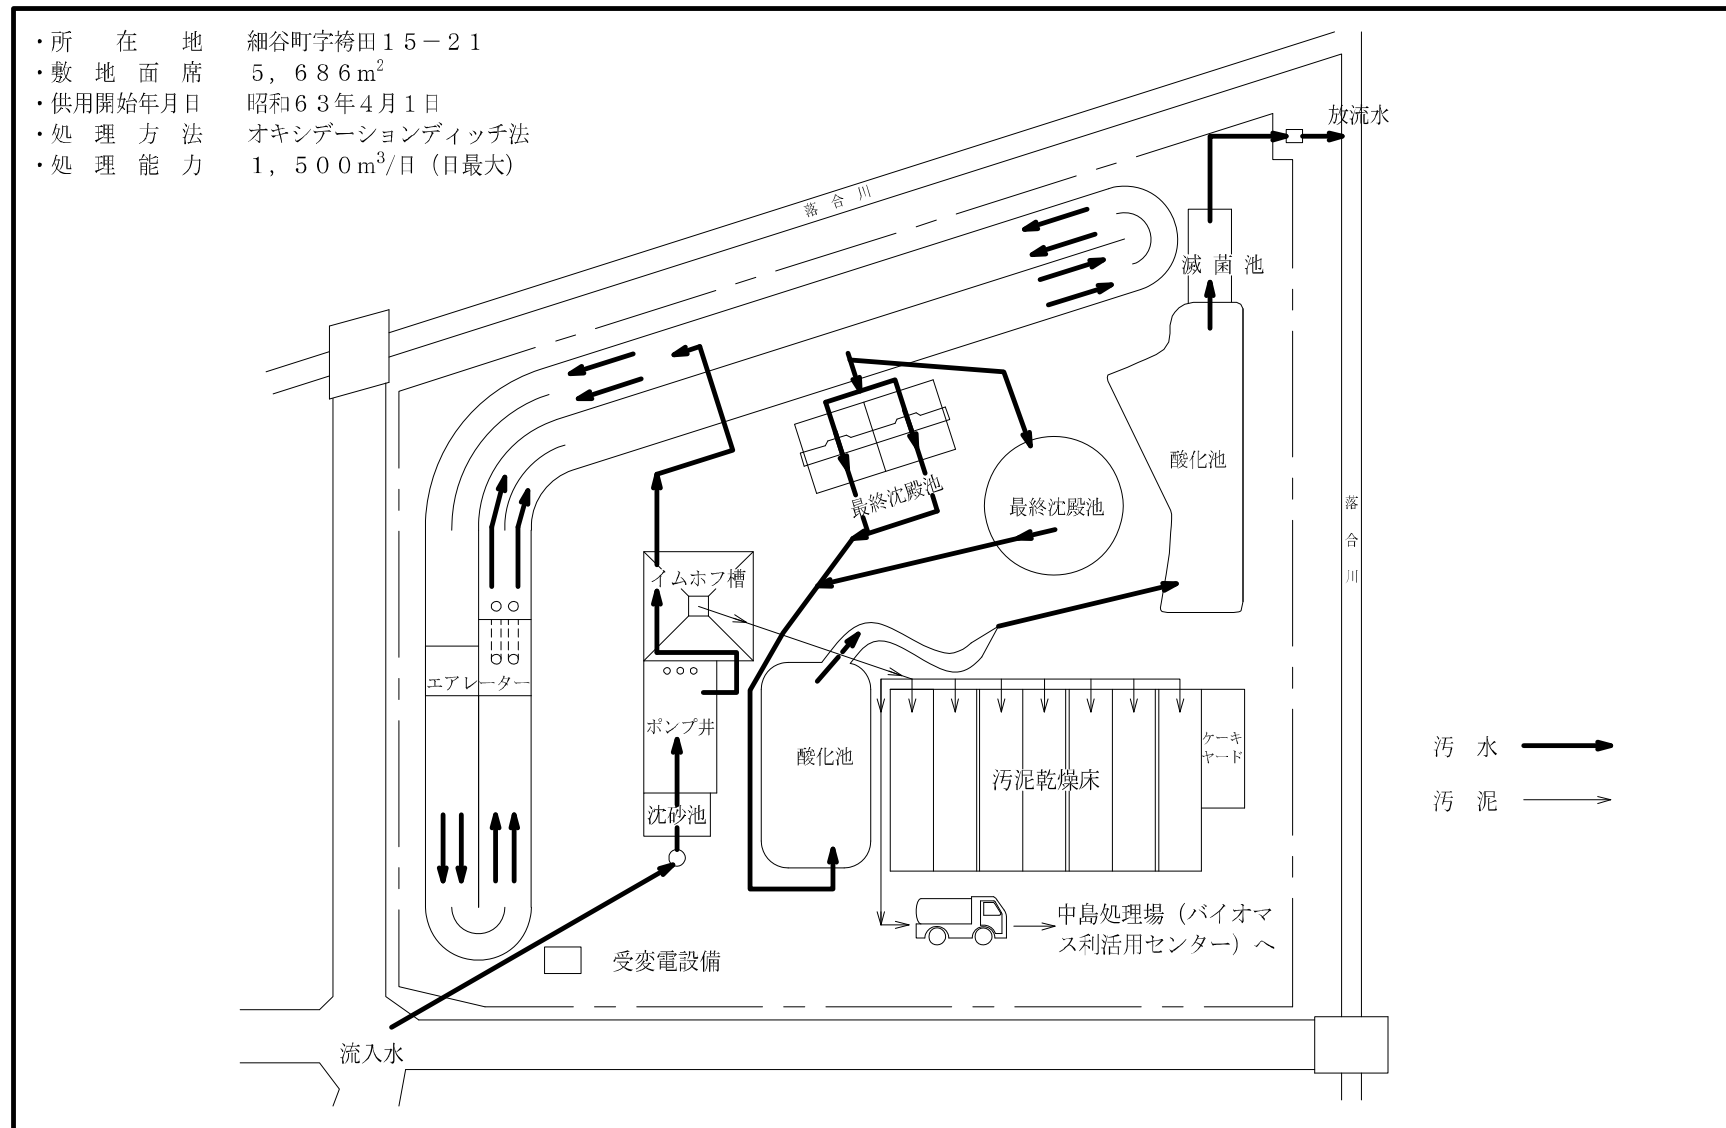 ・所在地 細谷町字袴田１５－２１
・敷地面席 ５，６８６m²
・供用開始年月日 昭和６３年４月１日
・処理方法 オキシデーションディッチ法
・処理能力 １，５００m³/日（日最大）
放流水
落合川
滅菌池
酸化池
最終沈殿池
最終沈殿池
落合川
イムホフ槽
エアレーター
ポンプ井
酸化池
ケーキ
ヤード
汚泥乾燥床
沈砂池
汚水
汚泥
中島処理場（バイオマ
ス利活用センター）へ
受変電設備
流入水